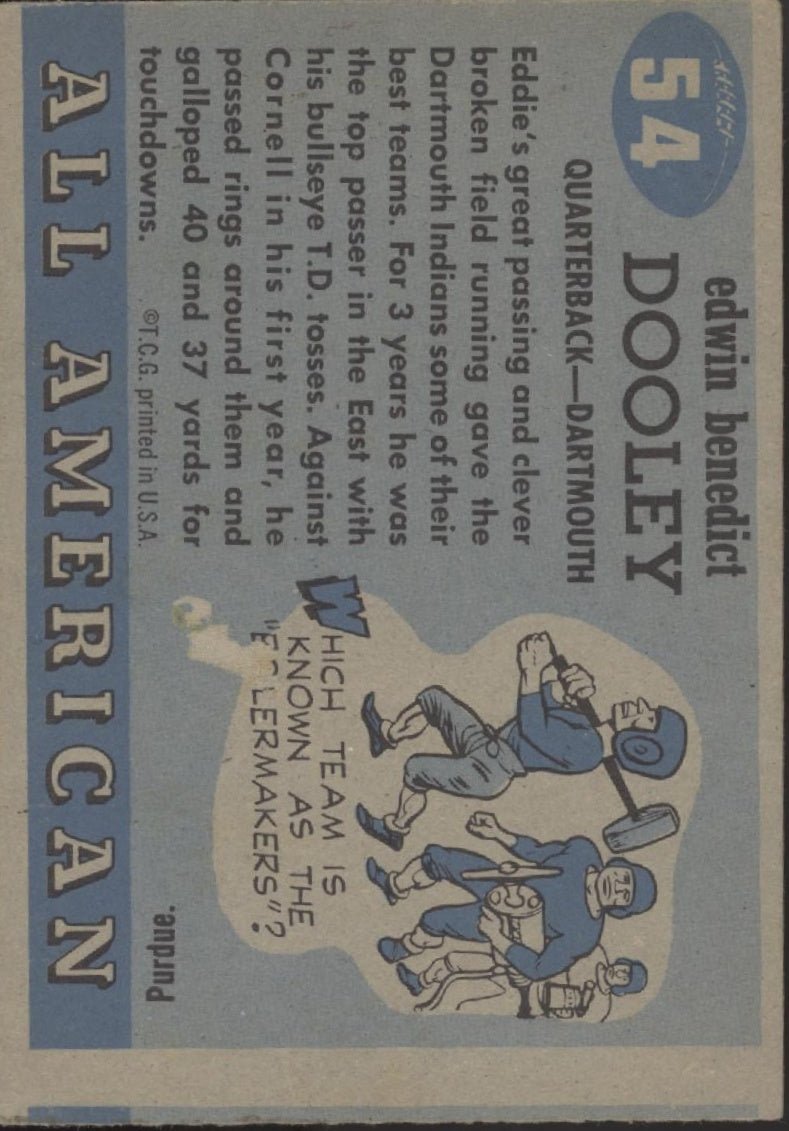 54
edwin benedict
DOOLEY
QUARTERBACK—DARTMOUTH
Eddie's great passing and clever
broken field running gave the
Dartmouth Indians some of their
best teams. For 3 years he was
the top passer in the East with
his bullseye T.D. tosses. Against
Cornell in his first year, he
passed rings around them and
galloped 40 and 37 yards for
touchdowns.
©T.C.G. printed in U.S.A.
WHICH TEAM IS
KNOWN AS THE
Purdue.
ALL AMERICAN